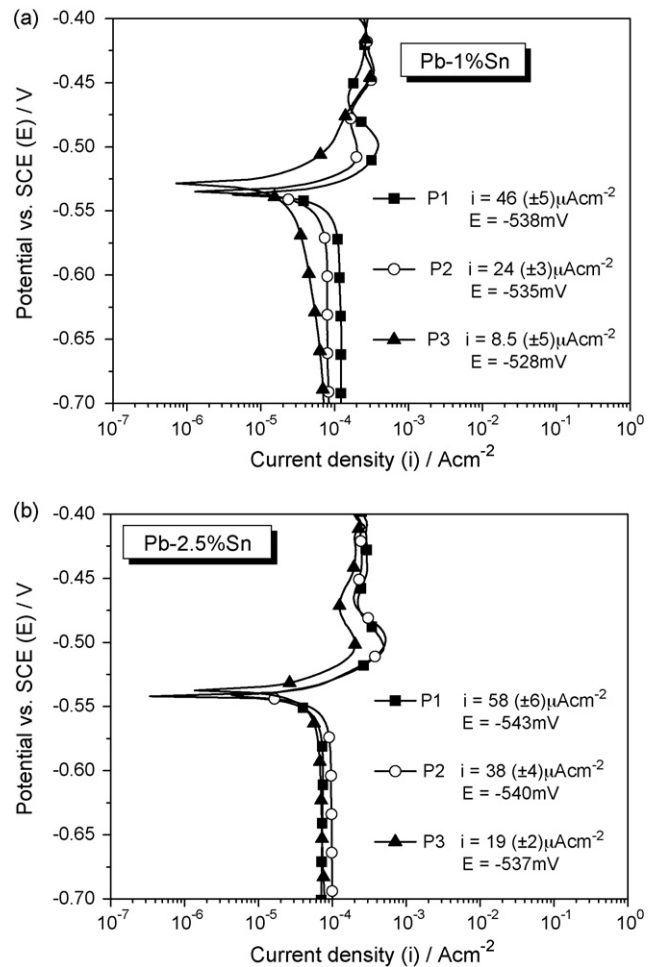 (a)
-0.40
-0.45
-0.50
-0.55
-0.60
-0.65
-0.70
Potential vs. SCE (E) / V
Pb-1%Sn
P1 i = 46 (±5)μAcm⁻²
E = -538mV
P2 i = 24 (±3)μAcm⁻²
E = -535mV
P3 i = 8.5 (±5)μAcm⁻²
E = -528mV
10⁻⁷ 10⁻⁶ 10⁻⁵ 10⁻⁴ 10⁻³ 10⁻² 10⁻¹ 10⁰
Current density (i) / Acm⁻²
(b)
-0.40
-0.45
-0.50
-0.55
-0.60
-0.65
-0.70
Potential vs. SCE (E) / V
Pb-2.5%Sn
P1 i = 58 (±6)μAcm⁻²
E = -543mV
P2 i = 38 (±4)μAcm⁻²
E = -540mV
P3 i = 19 (±2)μAcm⁻²
E = -537mV
10⁻⁷ 10⁻⁶ 10⁻⁵ 10⁻⁴ 10⁻³ 10⁻² 10⁻¹ 10⁰
Current density (i) / Acm⁻²